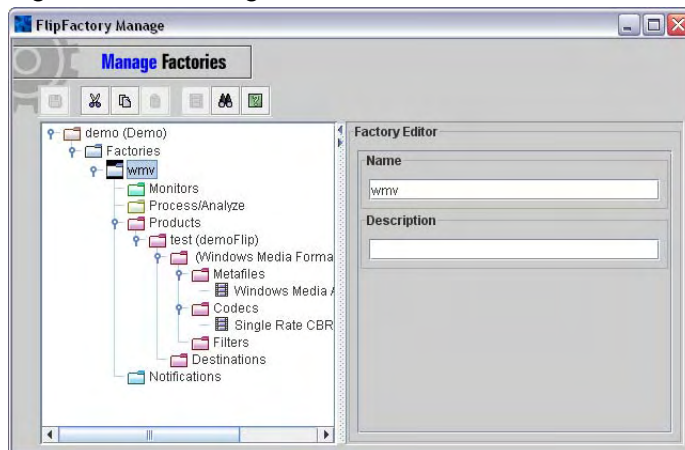 FlipFactory Manage
Manage Factories
demo (Demo)
Factories
wmv
Monitors
Process/Analyze
Products
test (demoFlip)
(Windows Media Forma
Metafiles
Windows Media
Codecs
Single Rate CBR
Filters
Destinations
Notifications
Factory Editor
Name
wmv
Description